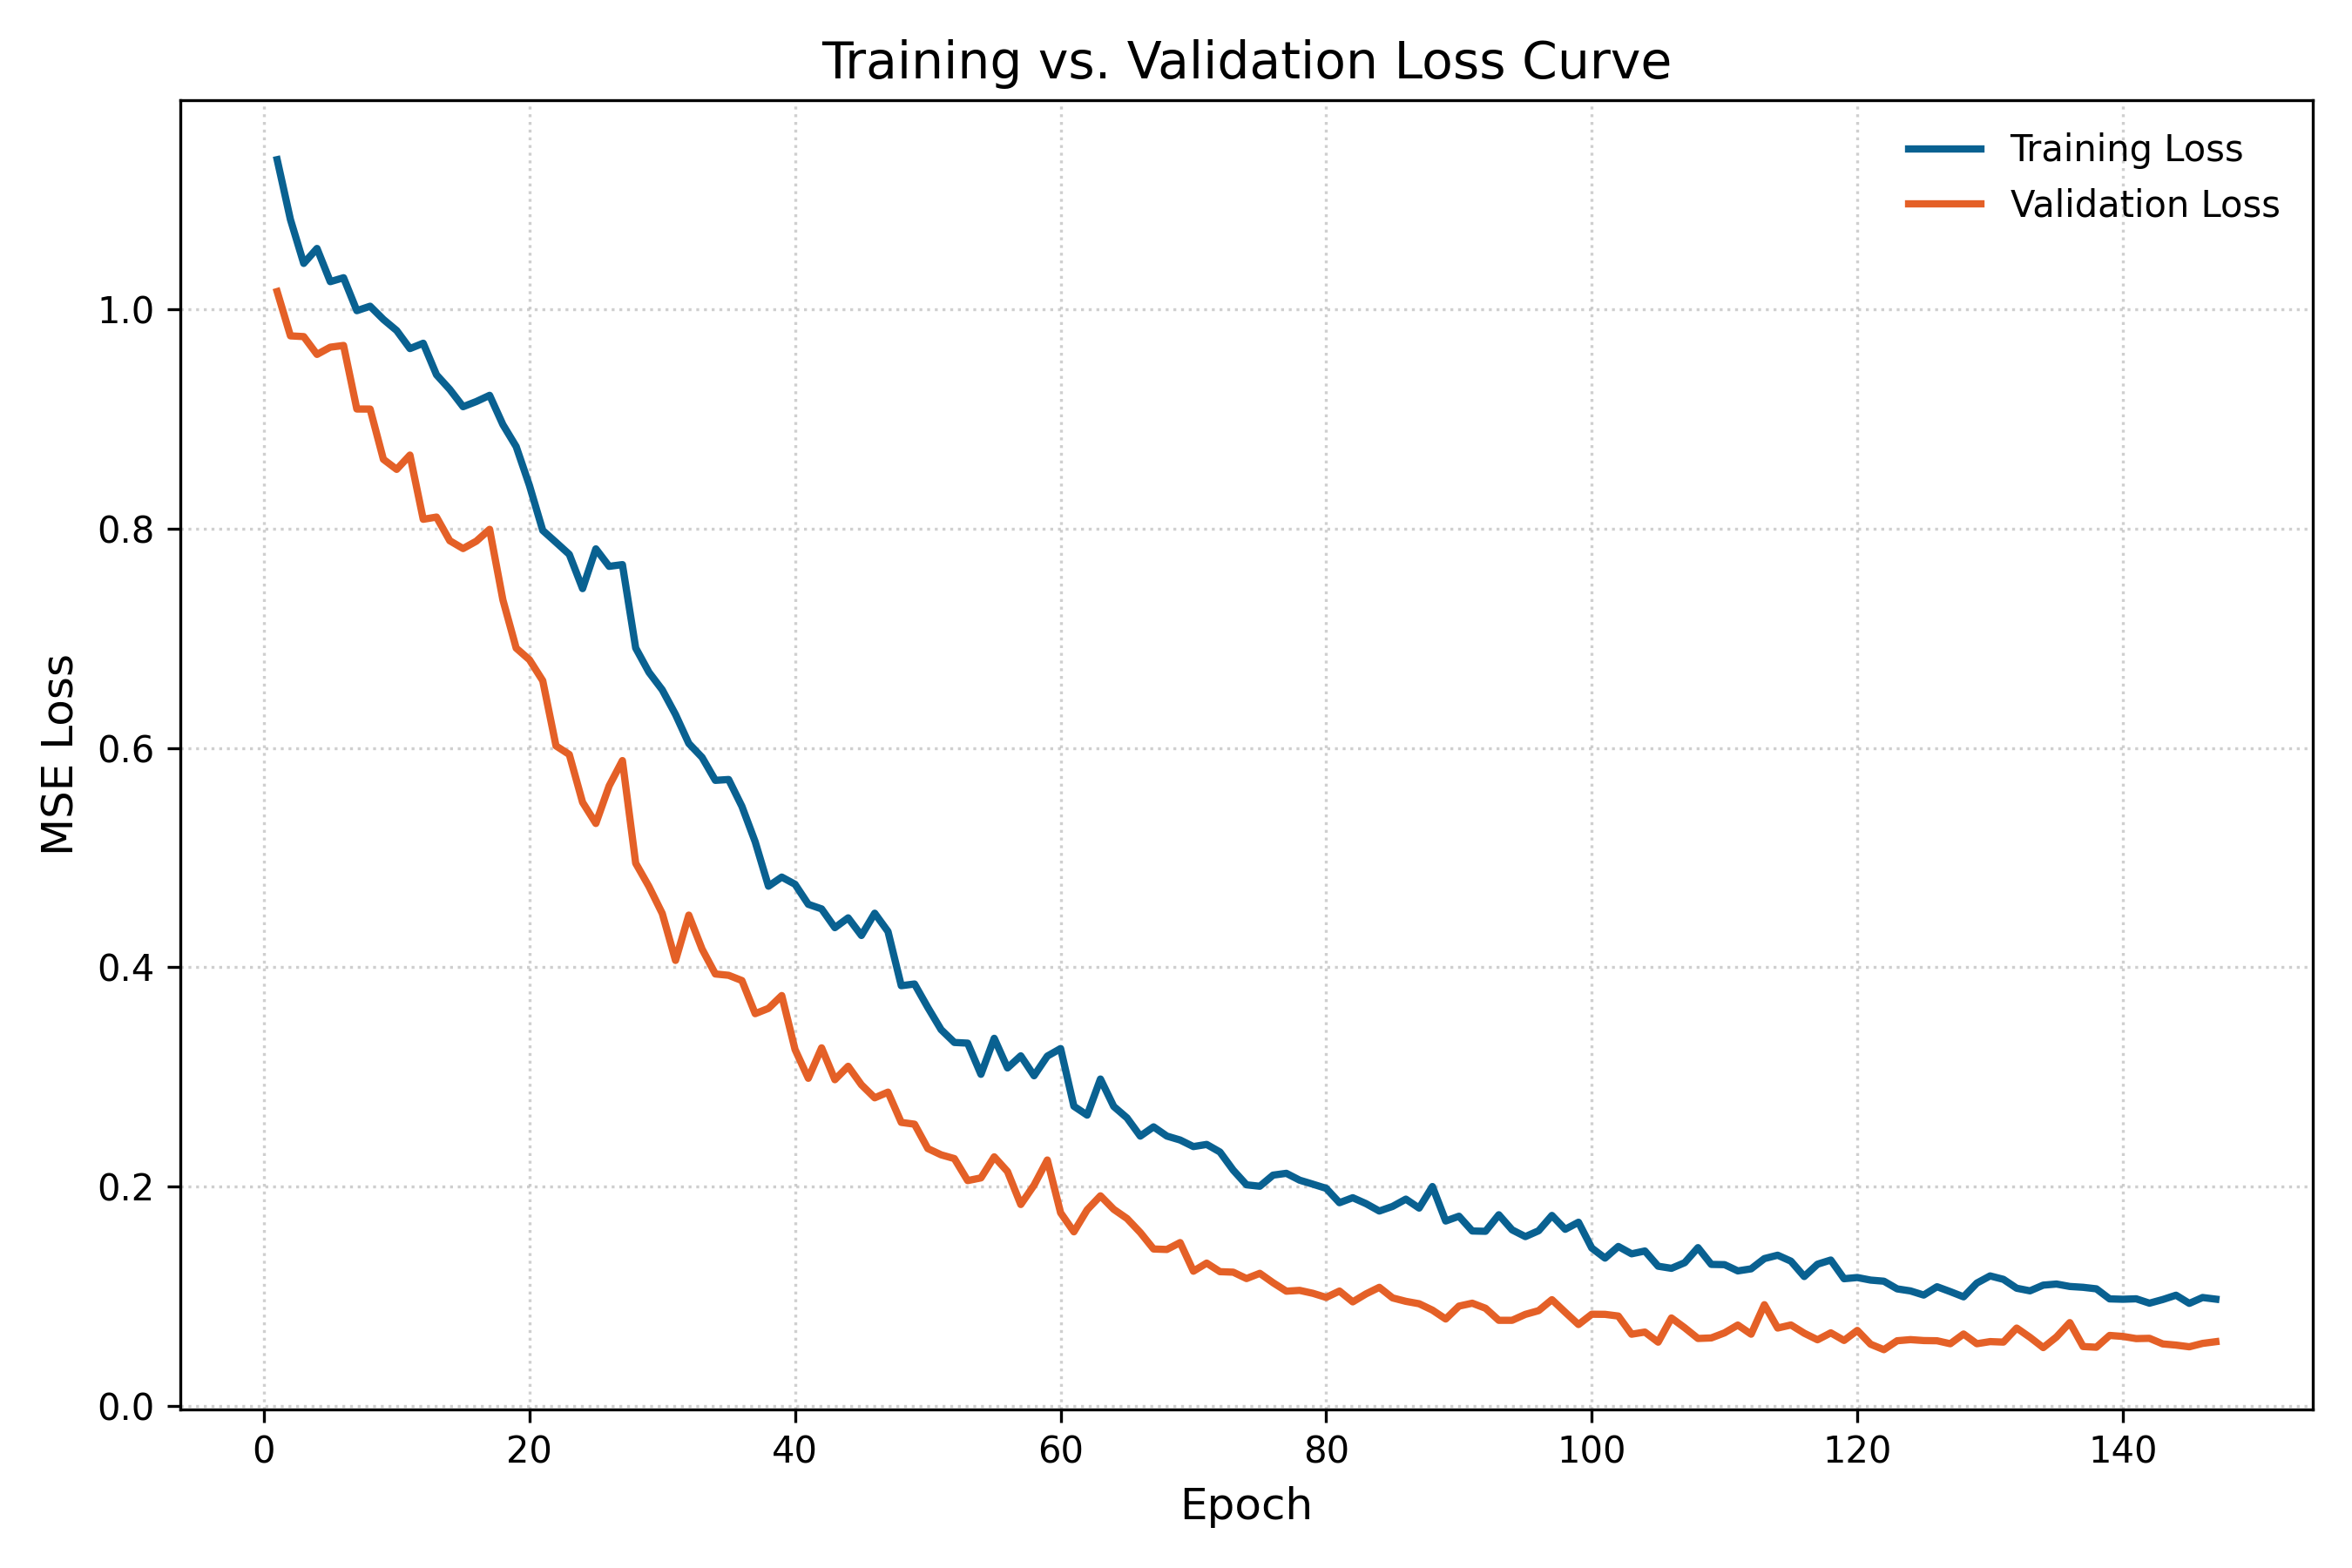 Training vs. Validation Loss Curve
Training Loss
Validation Loss
MSE Loss
1.0
0.8
0.6
0.4
0.2
0.0
0 20 40 60 80 100 120 140
Epoch